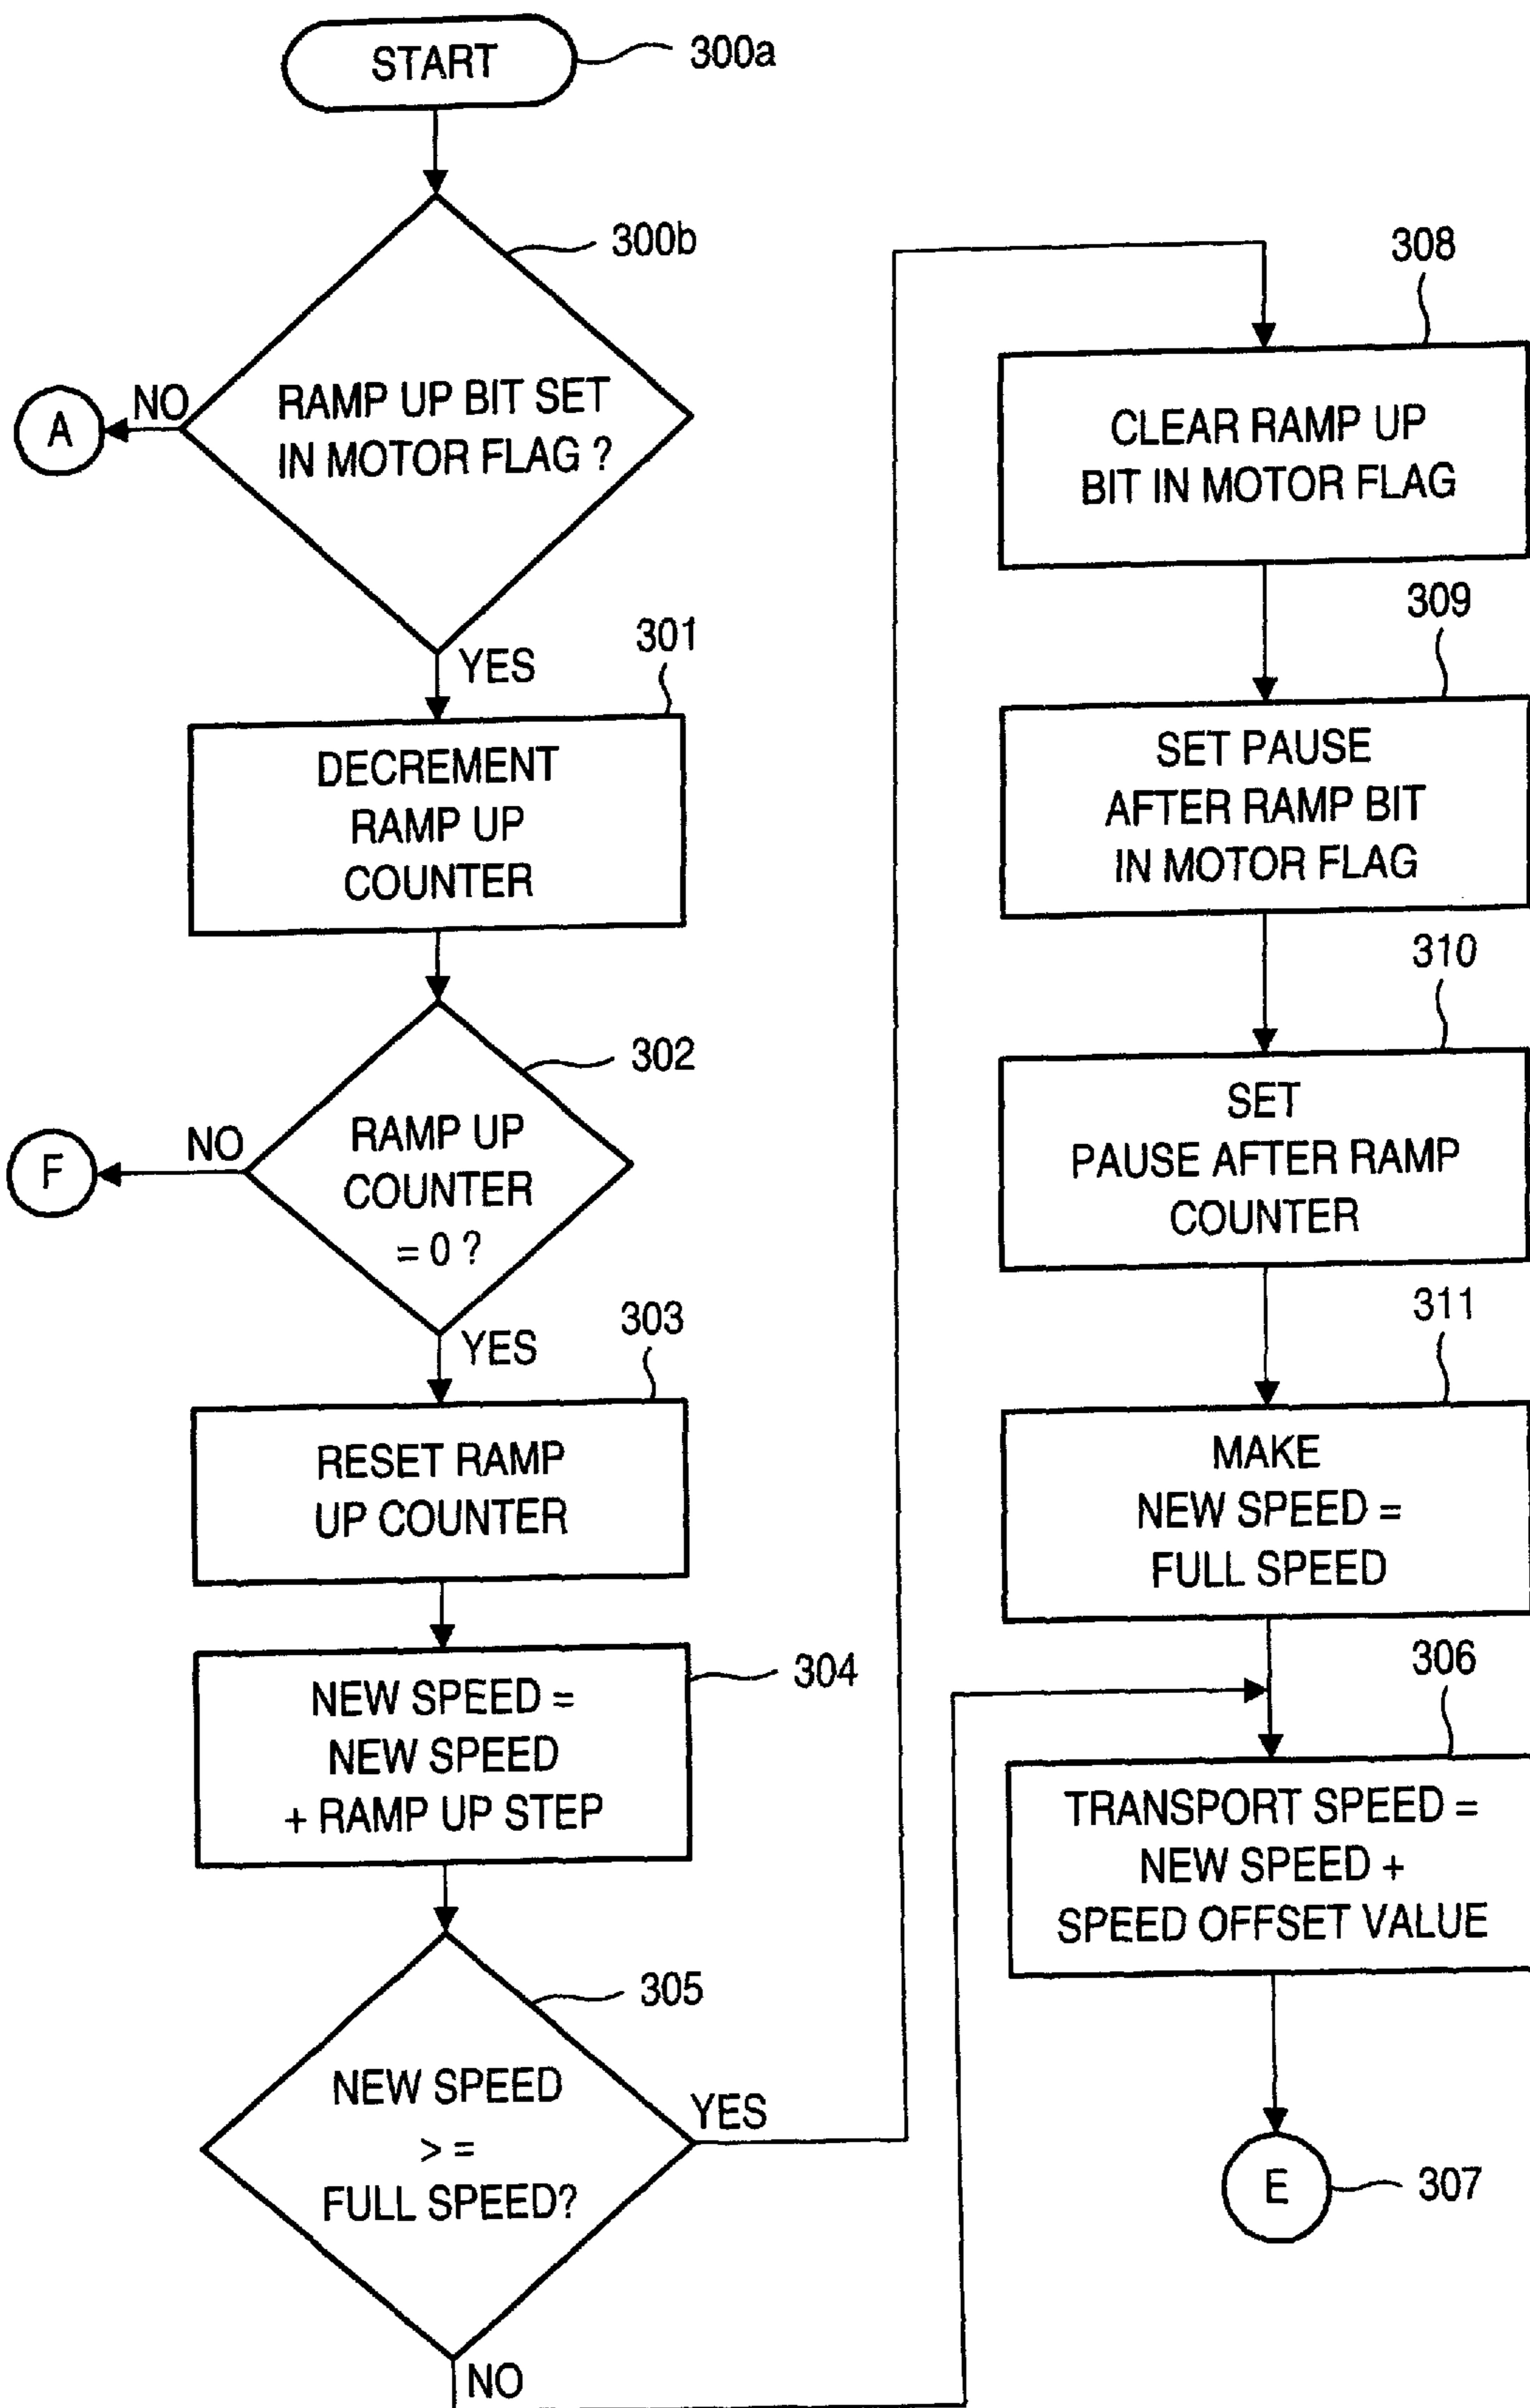 START
300a
300b
RAMP UP BIT SET
IN MOTOR FLAG ?
NO
A
YES
301
DECREMENT
RAMP UP
COUNTER
302
RAMP UP
COUNTER
= 0 ?
NO
F
YES
303
RESET RAMP
UP COUNTER
304
NEW SPEED =
NEW SPEED
+ RAMP UP STEP
305
NEW SPEED
> =
FULL SPEED?
YES
NO
308
CLEAR RAMP UP
BIT IN MOTOR FLAG
309
SET PAUSE
AFTER RAMP BIT
IN MOTOR FLAG
310
SET
PAUSE AFTER RAMP
COUNTER
311
MAKE
NEW SPEED =
FULL SPEED
306
TRANSPORT SPEED =
NEW SPEED +
SPEED OFFSET VALUE
E
307